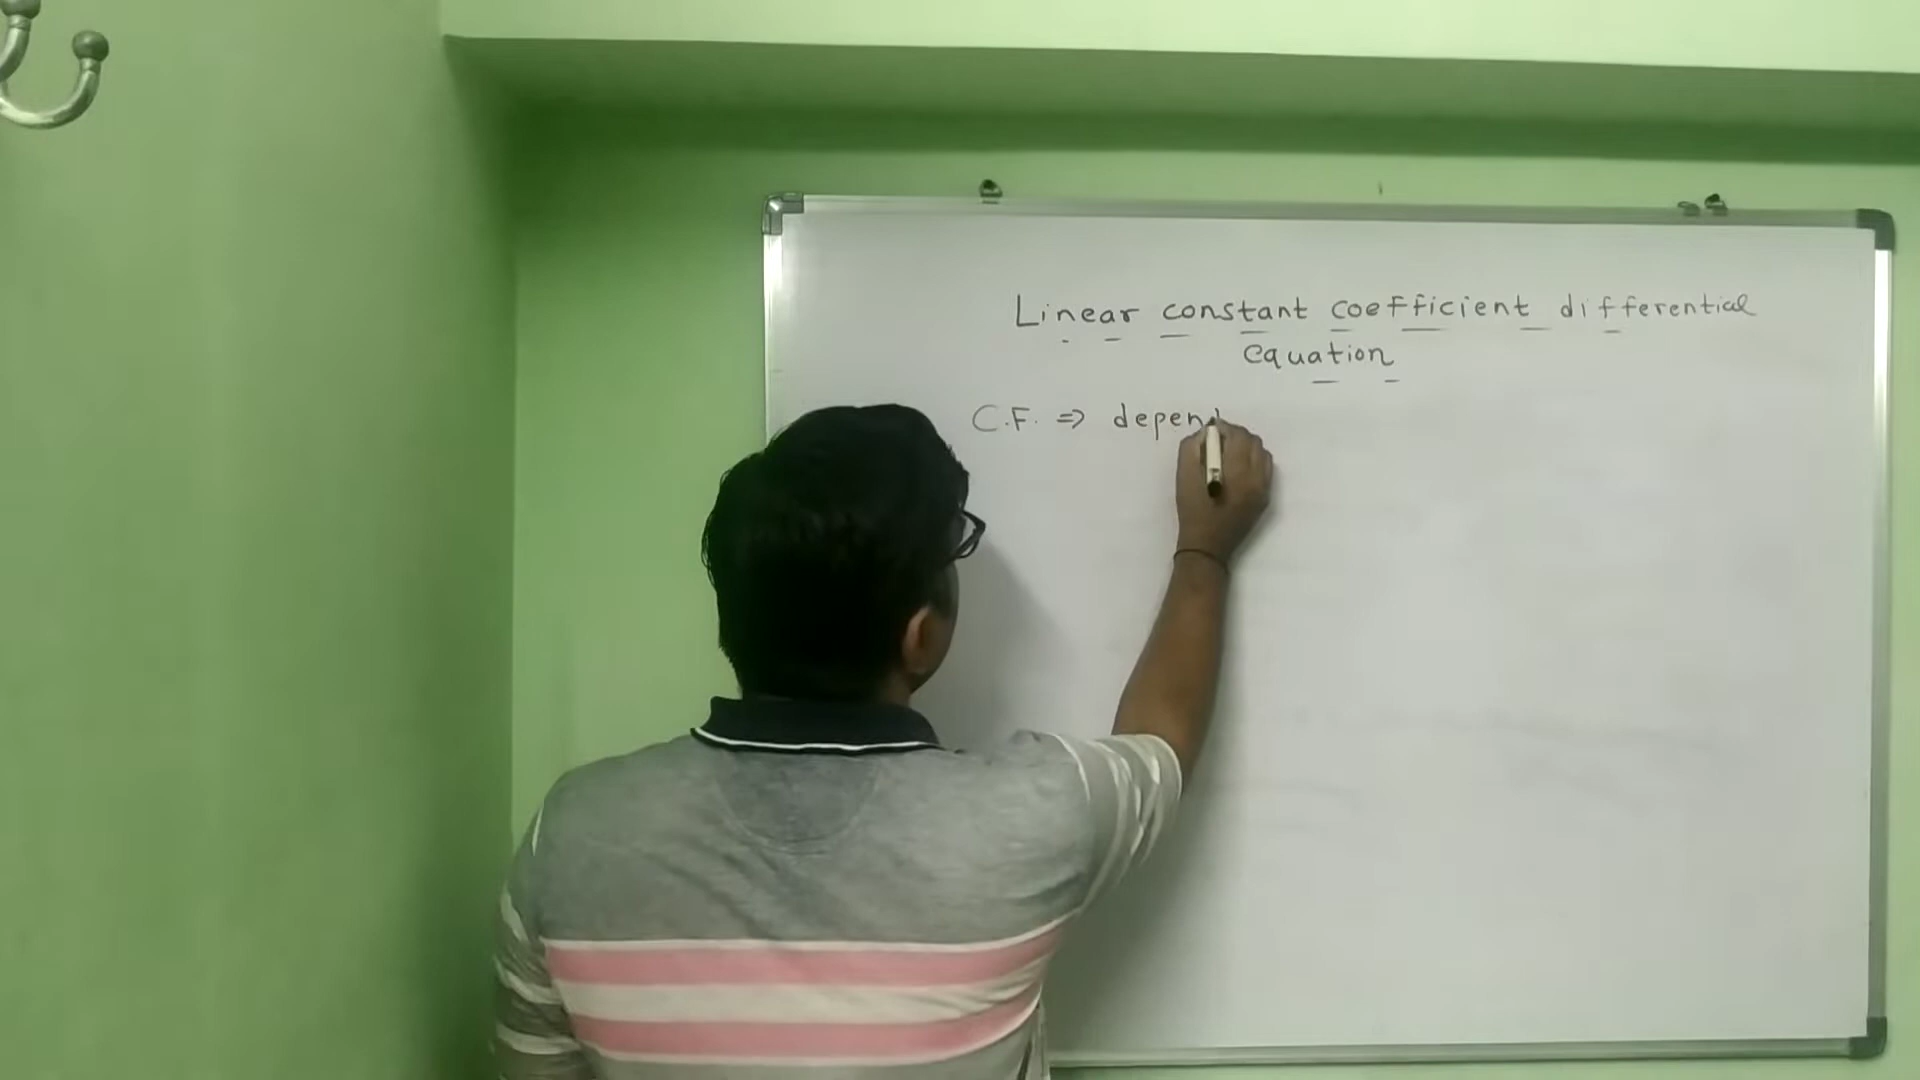 Linear constant coefficient differential
equation
C.F. ⇒ depend